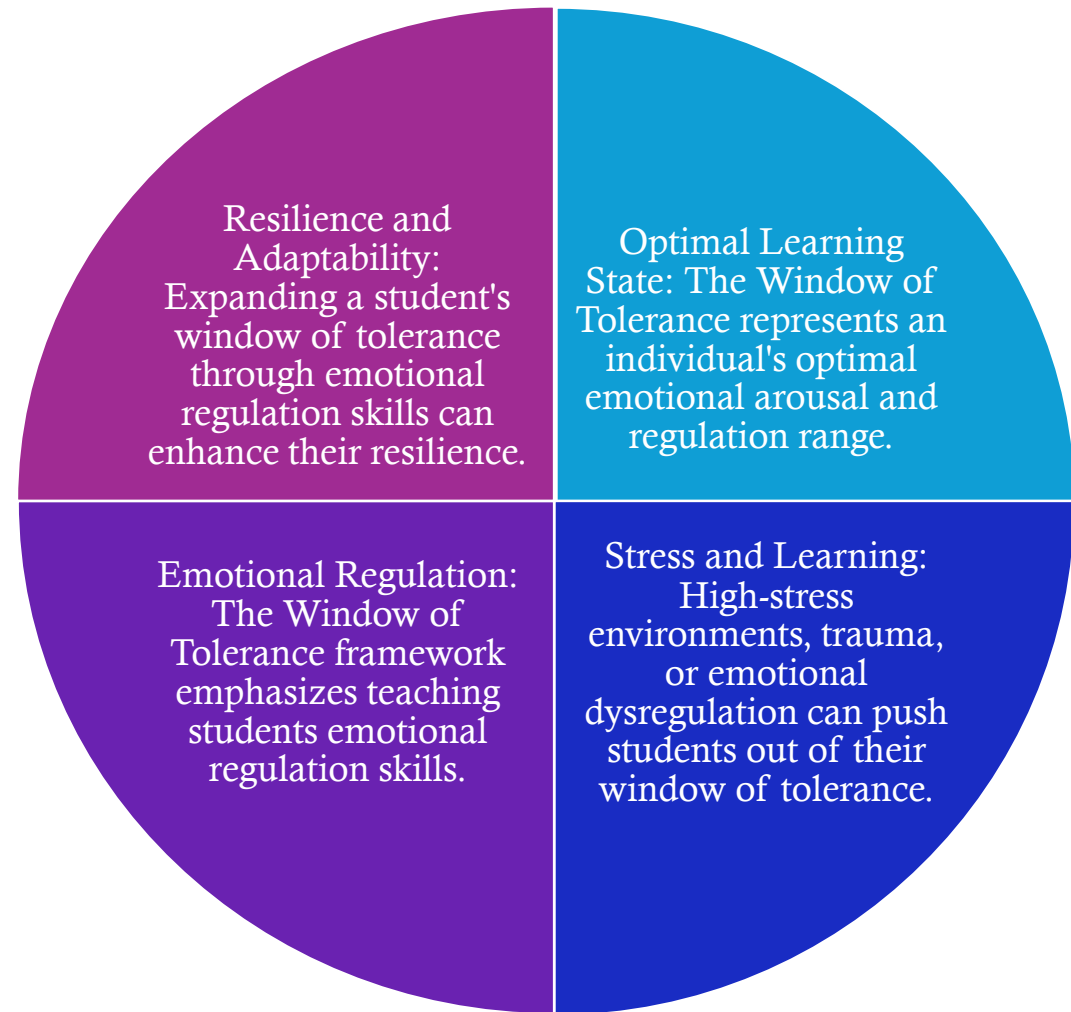 Resilience and
Adaptability:
Expanding a student's
window of tolerance
through emotional
regulation skills can
enhance their resilience.
Optimal Learning
State: The Window of
Tolerance represents an
individual's optimal
emotional arousal and
regulation range.
Emotional Regulation:
The Window of
Tolerance framework
emphasizes teaching
students emotional
regulation skills.
Stress and Learning:
High-stress
environments, trauma,
or emotional
dysregulation can push
students out of their
window of tolerance.